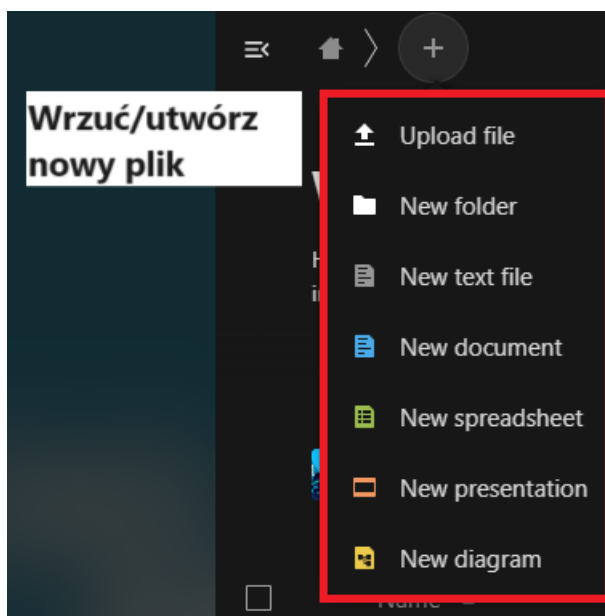 Wrzuć/utwórz
nowy plik
Upload file
New folder
New text file
New document
New spreadsheet
New presentation
New diagram
Name